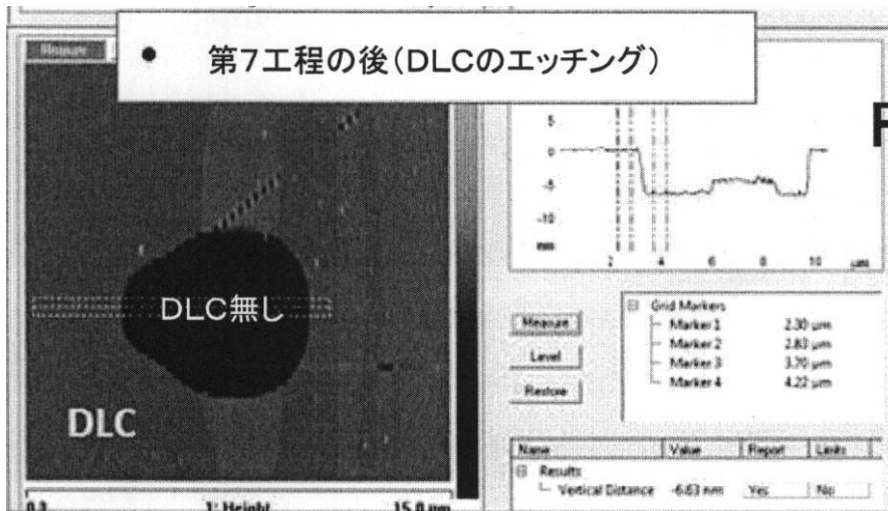 Measure
● 第7工程の後(DLCのエッチング)
DLC無し
DLC
0.1 1: Height 15.0 nm
5
0
-5
-10
nm
2 4 6 8 10 µm
Measure
Level
Restore
Grid Markers
Marker 1 2.30 µm
Marker 2 2.83 µm
Marker 3 3.70 µm
Marker 4 4.22 µm
Name Value Report Links
Results
Vertical Distance -6.63 nm Yes No